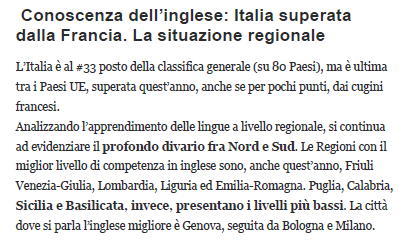 Conoscenza dell'inglese: Italia superata
dalla Francia. La situazione regionale
L'Italia è al #33 posto della classifica generale (su 80 Paesi), ma è ultima
tra i Paesi UE, superata quest'anno, anche se per pochi punti, dai cugini
francesi.
Analizzando l'apprendimento delle lingue a livello regionale, si continua
ad evidenziare il profondo divario fra Nord e Sud. Le Regioni con il
miglior livello di competenza in inglese sono, anche quest'anno, Friuli
Venezia-Giulia, Lombardia, Liguria ed Emilia-Romagna. Puglia, Calabria,
Sicilia e Basilicata, invece, presentano i livelli più bassi. La città
dove si parla l'inglese migliore è Genova, seguita da Bologna e Milano.